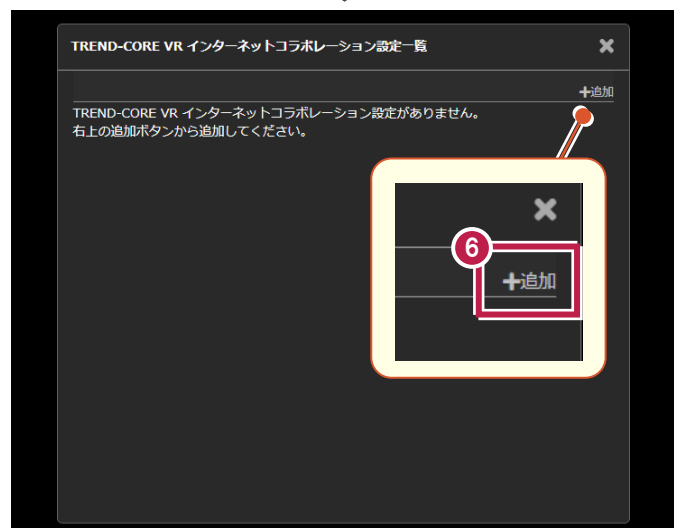 TREND-CORE VR インターネットコラボレーション設定一覧 ✖
+追加
TREND-CORE VR インターネットコラボレーション設定がありません。
右上の追加ボタンから追加してください。
✖
6
+追加